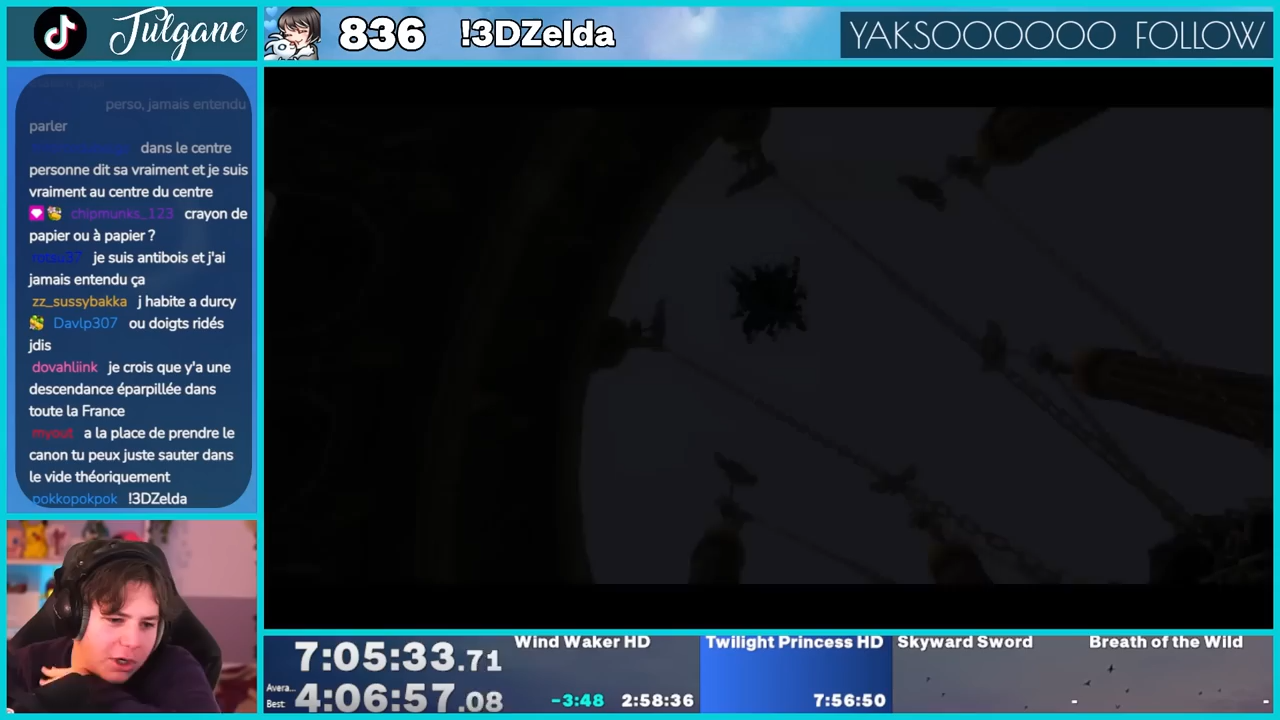 Julgane
836
!3DZelda
YAKSOOOOOO FOLLOW
perso, jamais entendu
parler
dans le centre
personne dit sa vraiment et je suis
vraiment au centre du centre
chipmunks_123 crayon de
papier ou à papier ?
rotsu37 je suis antibois et j'ai
jamais entendu ça
zz_sussybakka j habite a durcy
Davlp307 ou doigts ridés
jdis
dovahliink je crois que y'a une
descendance éparpillée dans
toute la France
myout a la place de prendre le
canon tu peux juste sauter dans
le vide théoriquement
pokkopokpok !3DZelda
7:05:33.71
Avera...
Best:
4:06:57.08
Wind Waker HD
-3:48 2:58:36
Twilight Princess HD
7:56:50
Skyward Sword
-
Breath of the Wild
-